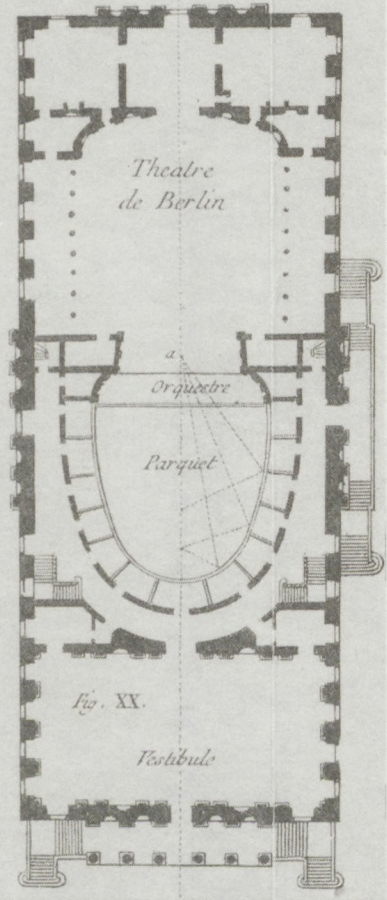 Theatre
de Berlin
a
Orquestre
Parquet
Fig. XX.
Vestibule